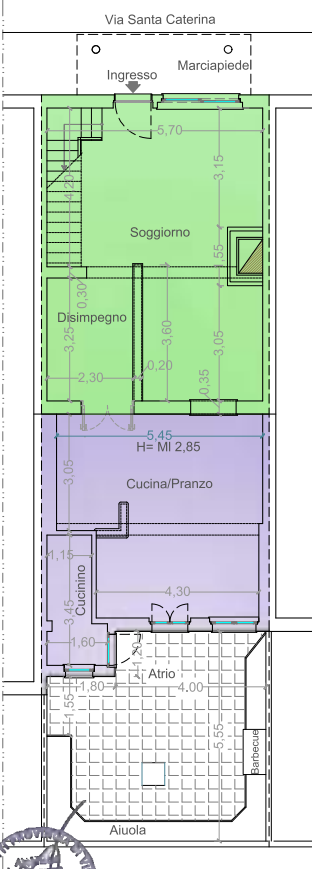 Via Santa Caterina
Marciapiedel
Ingresso
5,70
3,15
4,20
Soggiorno
1,55
0,30
Disimpegno
3,25
3,60
3,05
0,20
2,30
0,35
5,45
H= Ml 2,85
3,05
Cucina/Pranzo
1,15
Cucinino
4,30
3,45
1,60
1,20
Atrio
1,80
4.00
1,55
5,55
Barbecue
Aiuola